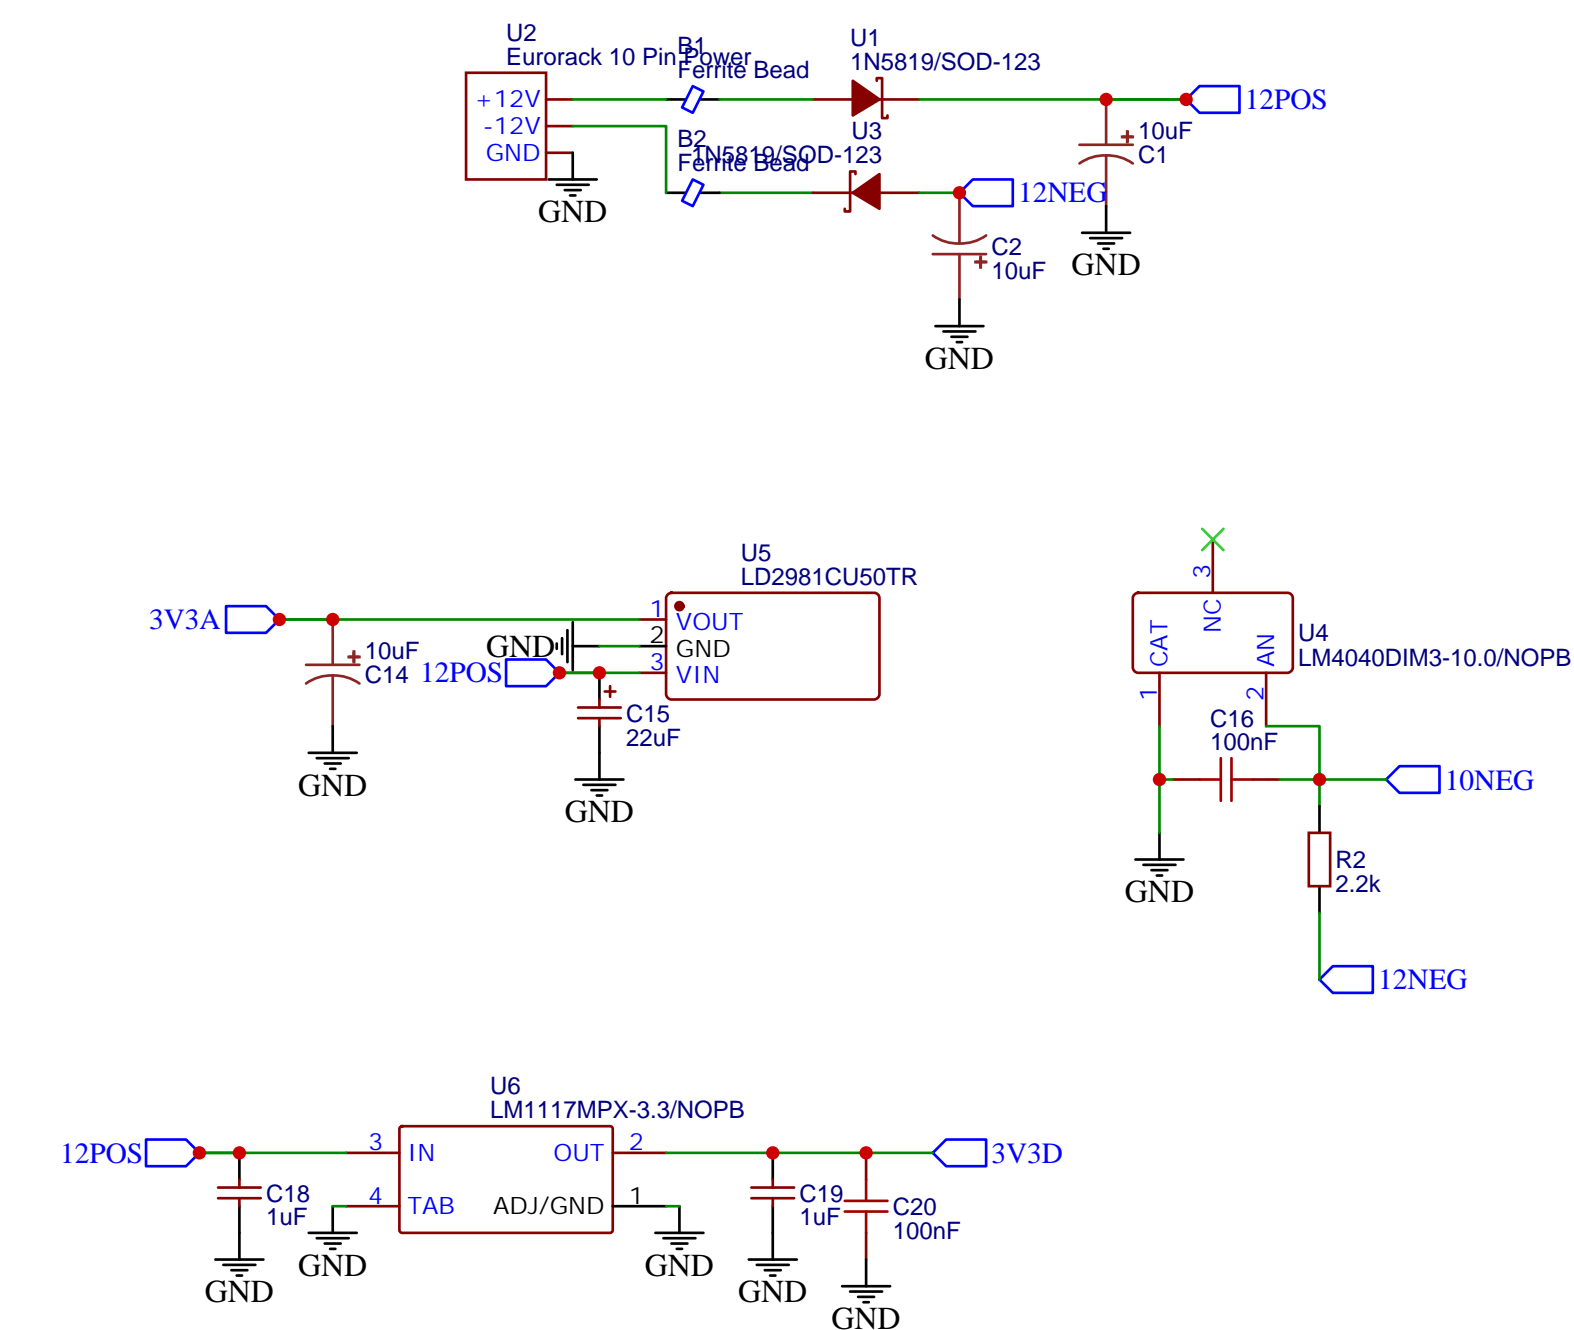 U2
Eurorack 10 Pin Power
+12V
-12V
GND
GND
B1
Ferrite Bead
U1
1N5819/SOD-123
12POS
10uF
C1
GND
B2
Ferrite Bead
U3
1N5819/SOD-123
12NEG
C2
10uF
GND
U5
LD2981CU50TR
3V3A
10uF
C14
GND
1
VOUT
GND
2
GND
12POS
3
VIN
C15
22uF
GND
3
NC
CAT
AN
U4
LM4040DIM3-10.0/NOPB
1
2
C16
100nF
10NEG
GND
R2
2.2k
12NEG
U6
LM1117MPX-3.3/NOPB
12POS
3
IN
OUT
2
3V3D
4
TAB
ADJ/GND
1
C18
1uF
GND
GND
GND
C19
1uF
GND
C20
100nF
GND